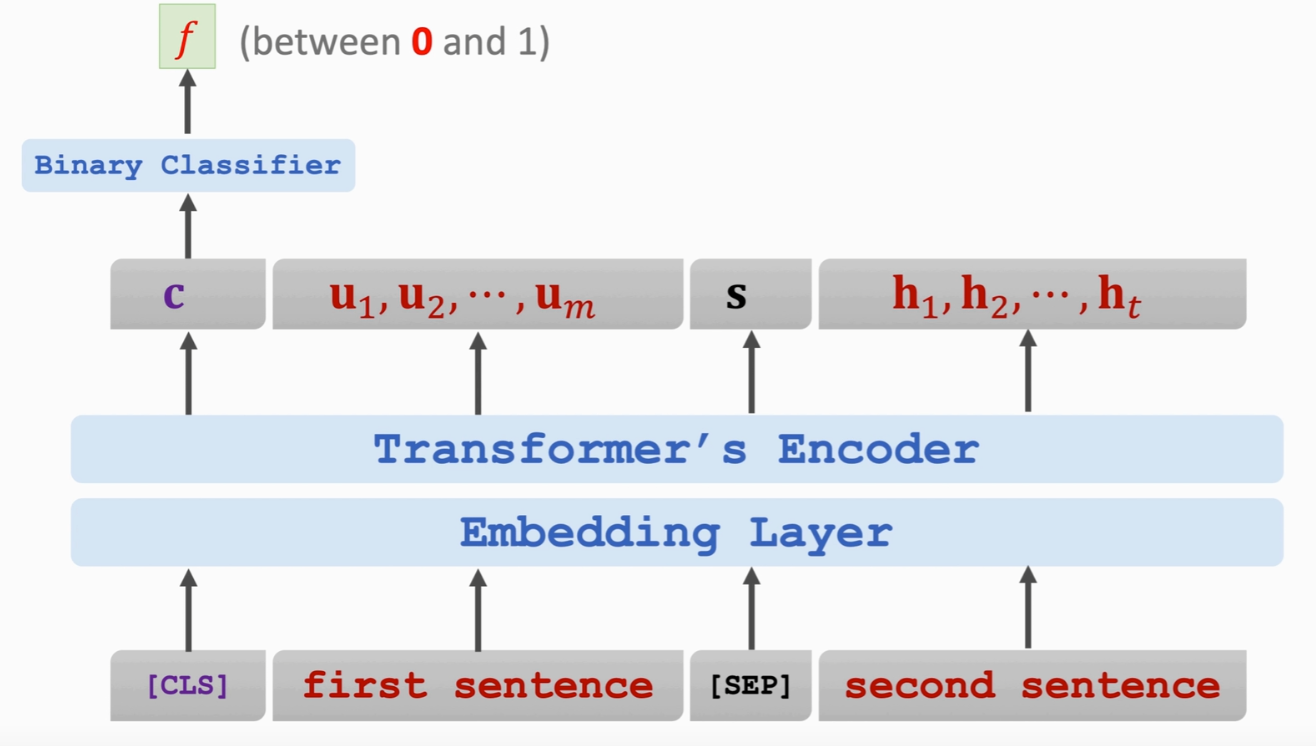 f (between 0 and 1)
Binary Classifier
c u₁, u₂, ⋯, uₘ s h₁, h₂, ⋯, hₜ
Transformer’s Encoder
Embedding Layer
[CLS] first sentence [SEP] second sentence